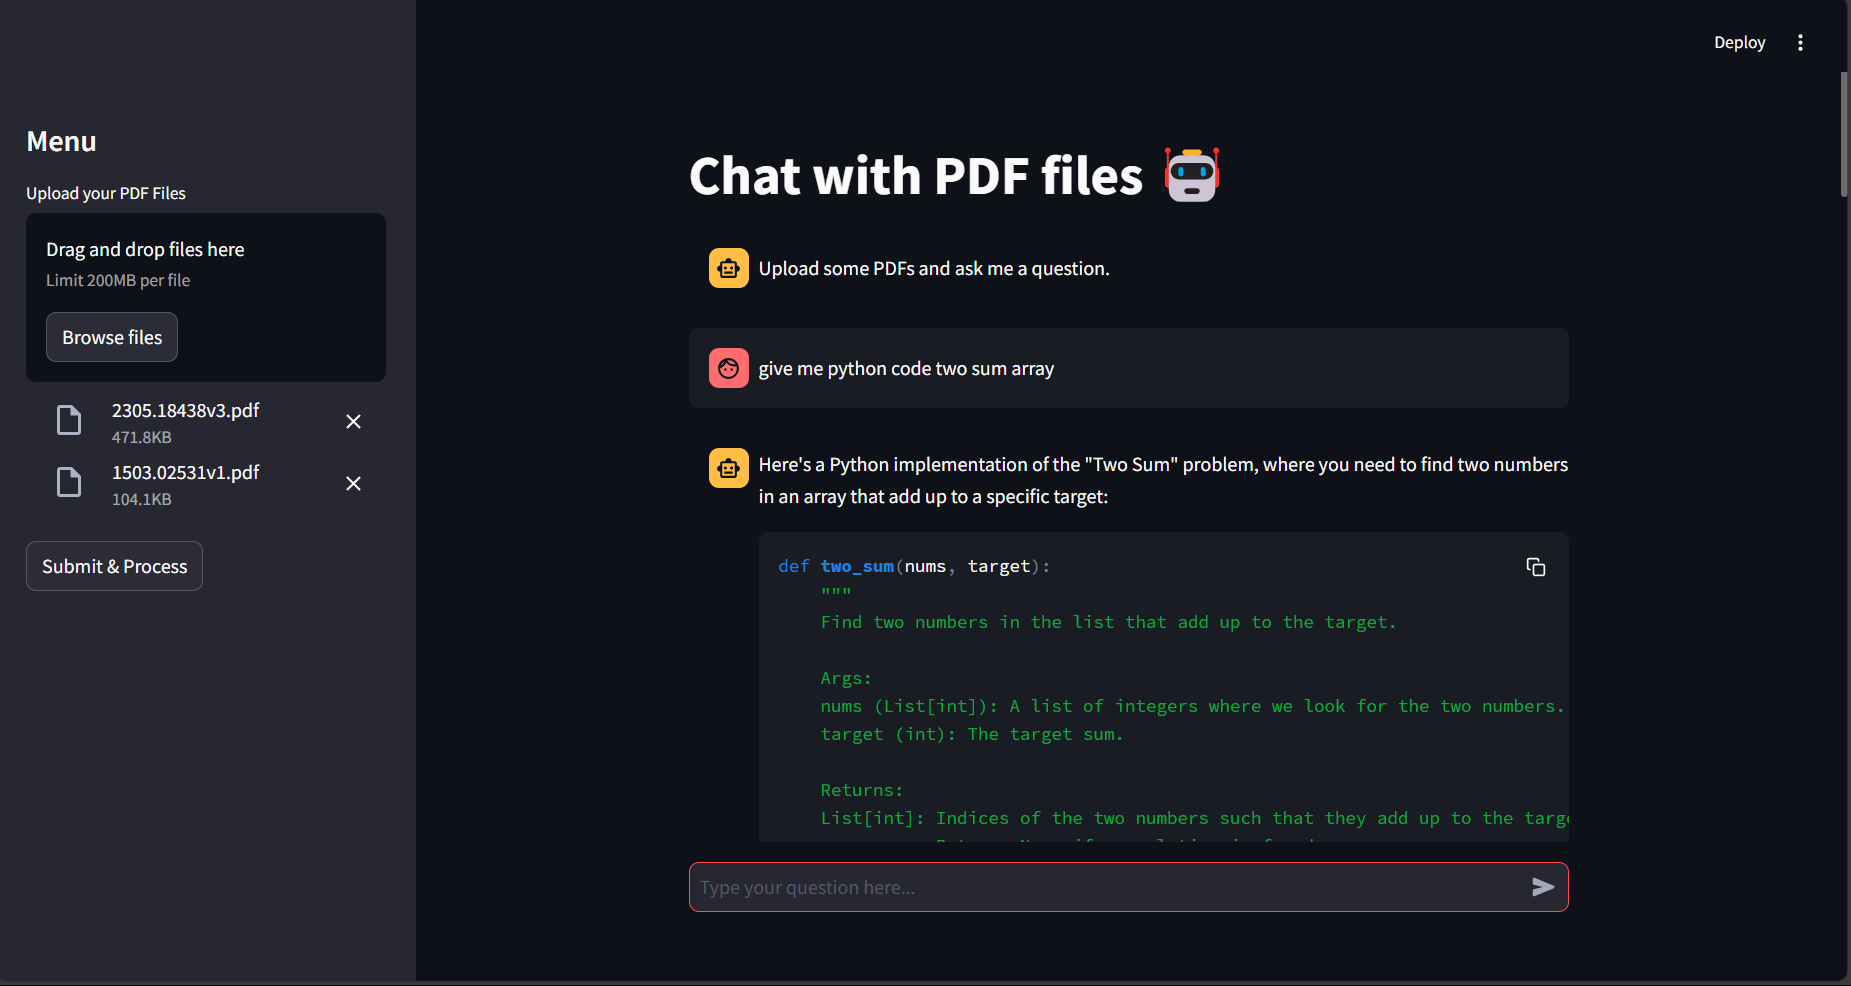 Deploy
Menu
Upload your PDF Files
Drag and drop files here
Limit 200MB per file
Browse files
2305.18438v3.pdf
471.8KB
1503.02531v1.pdf
104.1KB
Submit & Process
Chat with PDF files
Upload some PDFs and ask me a question.
give me python code two sum array
Here's a Python implementation of the "Two Sum" problem, where you need to find two numbers
in an array that add up to a specific target:
def two_sum(nums, target):
"""
Find two numbers in the list that add up to the target.
Args:
nums (List[int]): A list of integers where we look for the two numbers.
target (int): The target sum.
Returns:
List[int]: Indices of the two numbers such that they add up to the
Type your question here...